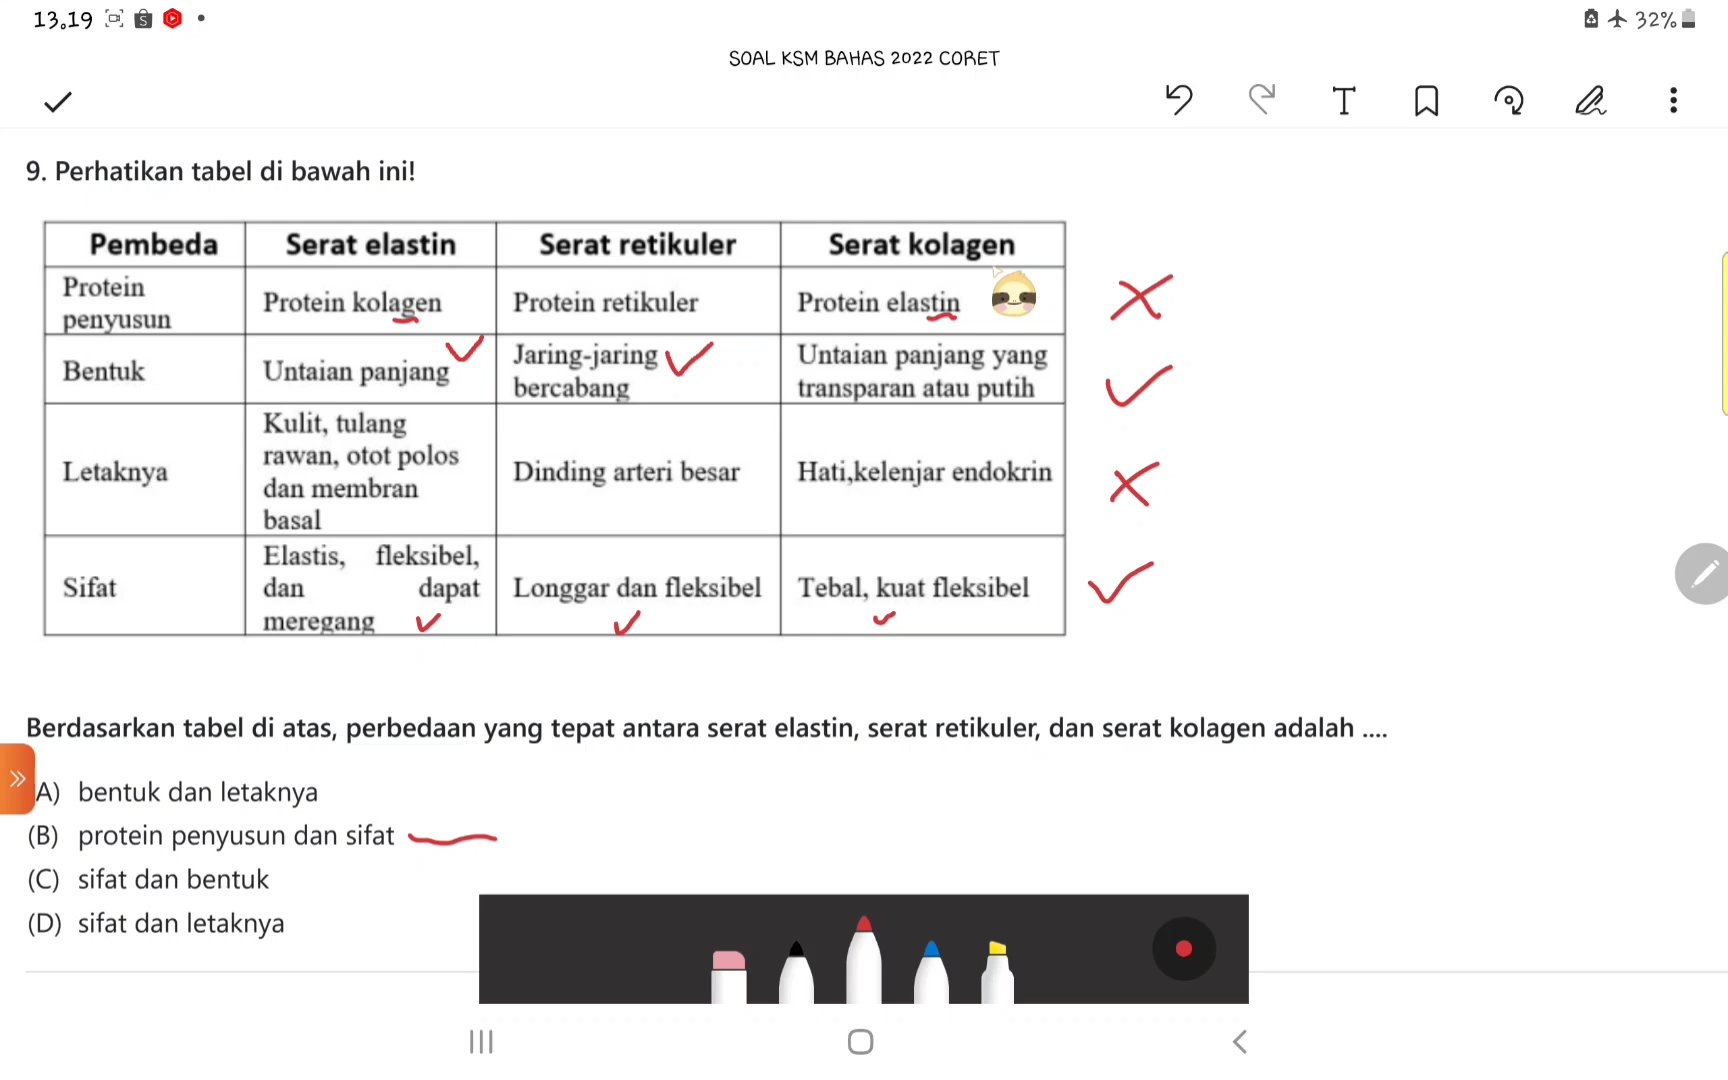 13.19
32%
SOAL KSM BAHAS 2022 CORET
9. Perhatikan tabel di bawah ini!
Pembeda Serat elastin Serat retikuler Serat kolagen
Protein penyusun Protein kolagen Protein retikuler Protein elastin
Bentuk Untaian panjang Jaring-jaring bercabang Untaian panjang yang transparan atau putih
Letaknya Kulit, tulang rawan, otot polos dan membran basal Dinding arteri besar Hati,kelenjar endokrin
Sifat Elastis, fleksibel, dan dapat meregang Longgar dan fleksibel Tebal, kuat fleksibel
Berdasarkan tabel di atas, perbedaan yang tepat antara serat elastin, serat retikuler, dan serat kolagen adalah ....
A) bentuk dan letaknya
(B) protein penyusun dan sifat
(C) sifat dan bentuk
(D) sifat dan letaknya